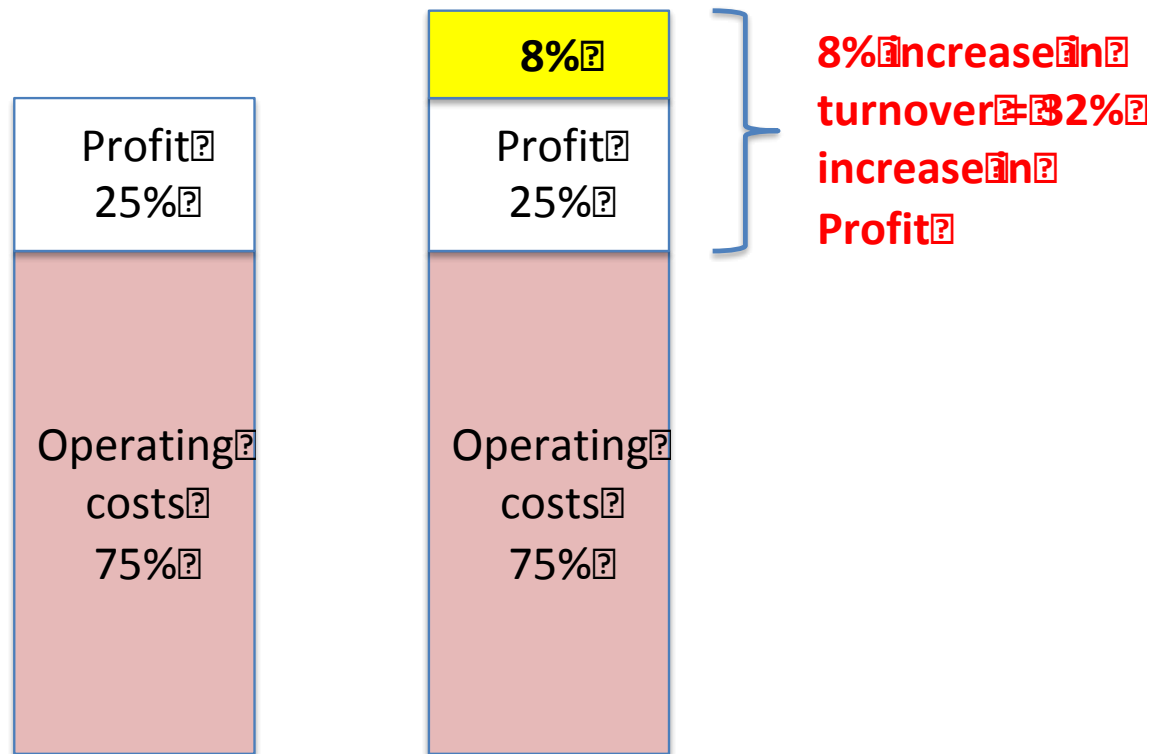 Profit
25%
Operating
costs
75%
8%
Profit
25%
Operating
costs
75%
8% increase in
turnover = 32%
increase in
Profit